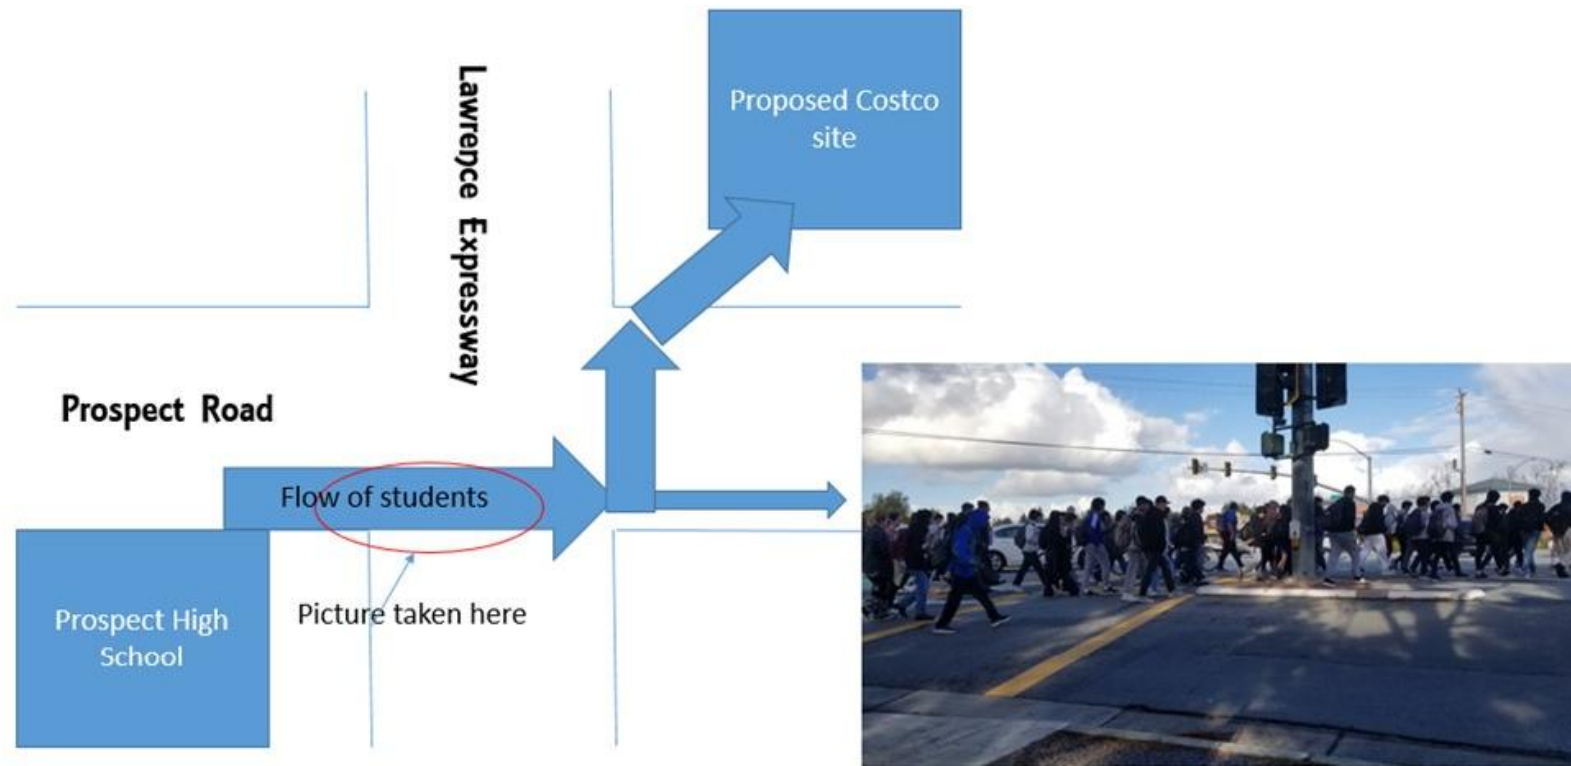 Proposed Costco
site
Lawrence Expressway
Prospect Road
Flow of students
Picture taken here
Prospect High
School